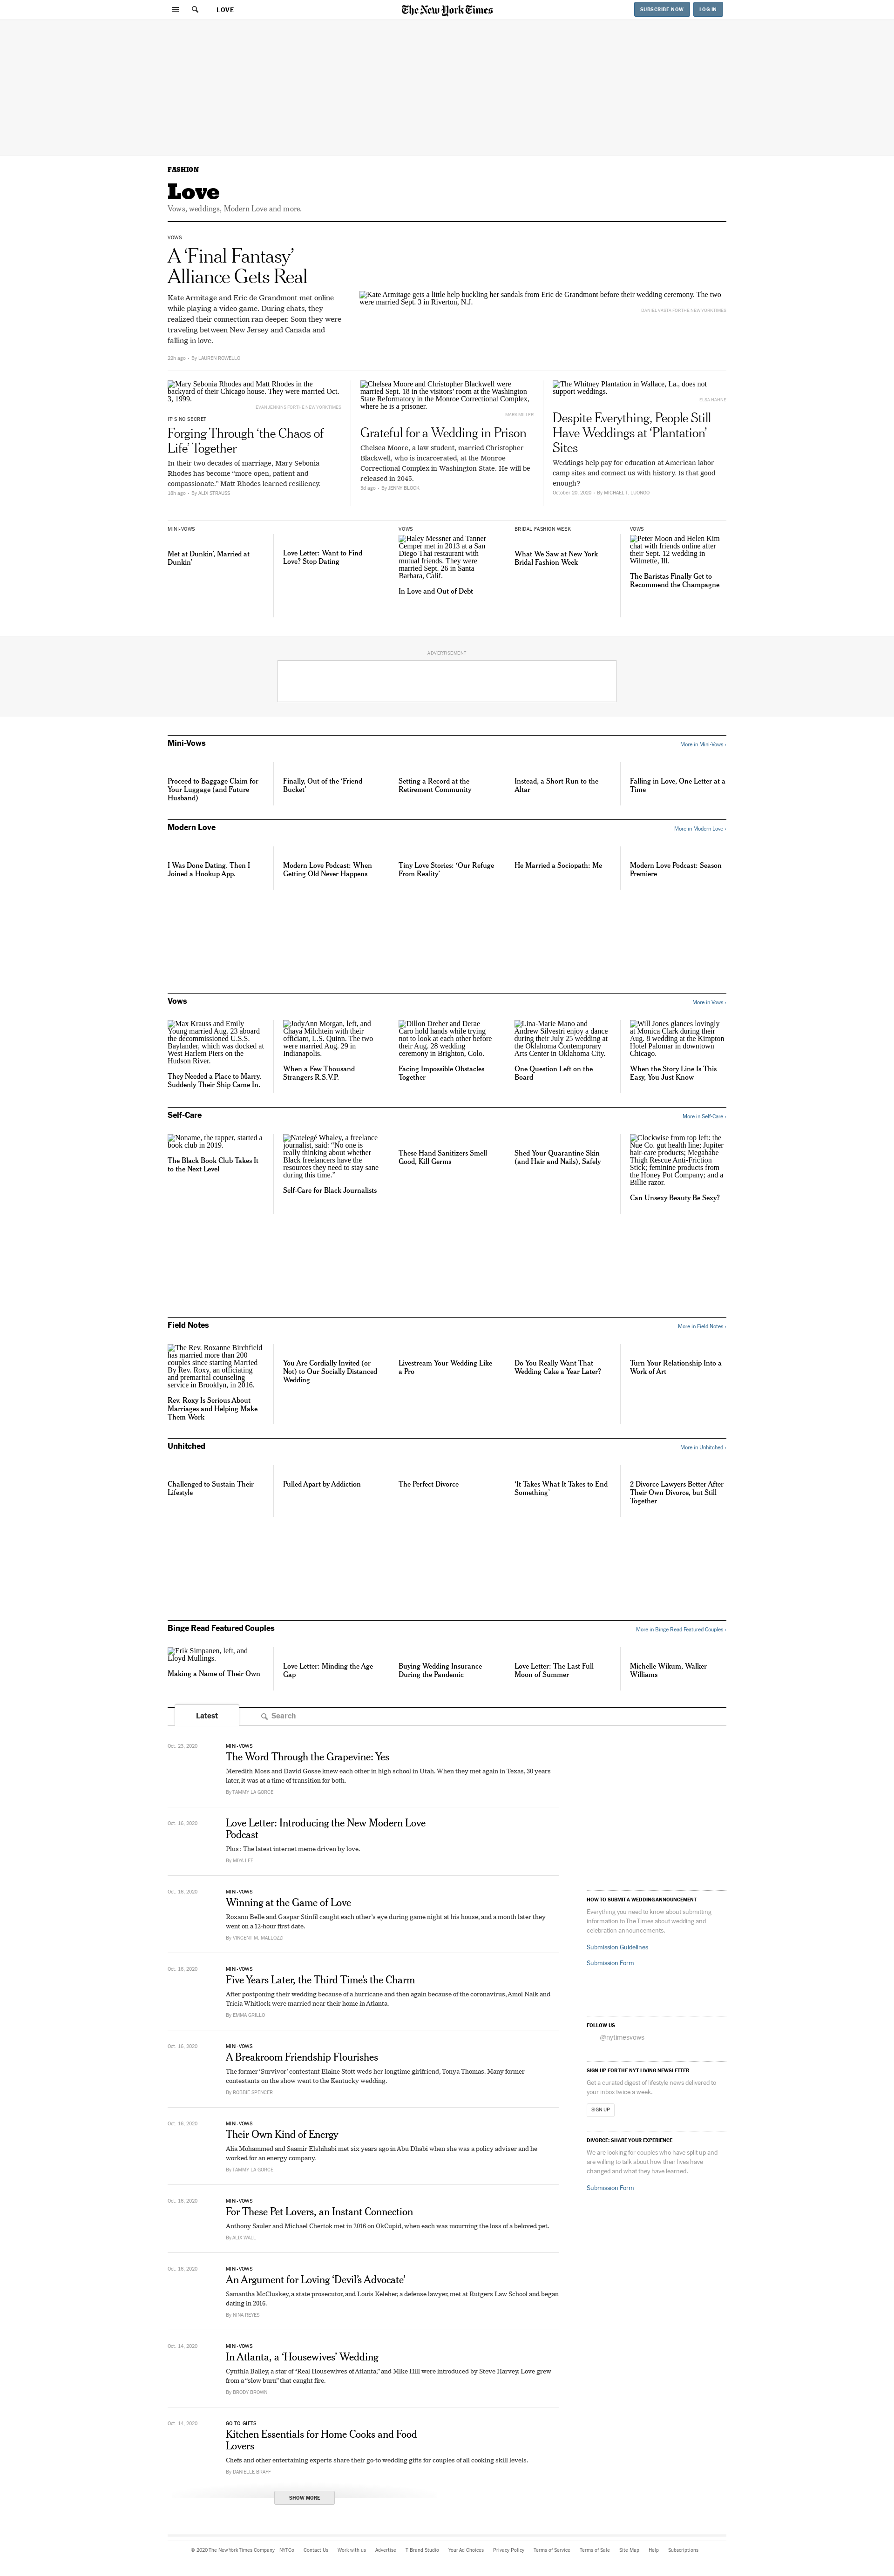 LOVE
The New York Times
SUBSCRIBE NOW
LOG IN
FASHION
Love
Vows, weddings, Modern Love and more.
VOWS
A ‘Final Fantasy’
Alliance Gets Real
Kate Armitage and Eric de Grandmont met online
while playing a video game. During chats, they
realized their connection ran deeper. Soon they were
traveling between New Jersey and Canada and
falling in love.
22h ago - By LAUREN ROWELLO
Kate Armitage gets a little help buckling her sandals from Eric de Grandmont before their wedding ceremony. The two
were married Sept. 3 in Riverton, N.J.
DANIEL VASTA FOR THE NEW YORK TIMES
Mary Sebonia Rhodes and Matt Rhodes in the
backyard of their Chicago house. They were married Oct.
3, 1999.
EVAN JENKINS FOR THE NEW YORK TIMES
IT’S NO SECRET
Forging Through ‘the Chaos of
Life’ Together
In their two decades of marriage, Mary Sebonia
Rhodes has become “more open, patient and
compassionate.” Matt Rhodes learned resiliency.
18h ago - By ALIX STRAUSS
Chelsea Moore and Christopher Blackwell were
married Sept. 18 in the visitors’ room at the Washington
State Reformatory in the Monroe Correctional Complex,
where he is a prisoner.
MARK MILLER
Grateful for a Wedding in Prison
Chelsea Moore, a law student, married Christopher
Blackwell, who is incarcerated, at the Monroe
Correctional Complex in Washington State. He will be
released in 2045.
3d ago - By JENNY BLOCK
The Whitney Plantation in Wallace, La., does not
support weddings.
ELSA HAHNE
Despite Everything, People Still
Have Weddings at ‘Plantation’
Sites
Weddings help pay for education at American labor
camp sites and connect us with history. Is that good
enough?
October 20, 2020 - By MICHAEL T. LUONGO
MINI-VOWS
Met at Dunkin’, Married at
Dunkin’
Love Letter: Want to Find
Love? Stop Dating
VOWS
Haley Messner and Tanner
Cemper met in 2013 at a San
Diego Thai restaurant with
mutual friends. They were
married Sept. 26 in Santa
Barbara, Calif.
In Love and Out of Debt
BRIDAL FASHION WEEK
What We Saw at New York
Bridal Fashion Week
VOWS
Peter Moon and Helen Kim
chat with friends online after
their Sept. 12 wedding in
Wilmette, Ill.
The Baristas Finally Get to
Recommend the Champagne
ADVERTISEMENT
Mini-Vows
More in Mini-Vows ›
Proceed to Baggage Claim for
Your Luggage (and Future
Husband)
Finally, Out of the ‘Friend
Bucket’
Setting a Record at the
Retirement Community
Instead, a Short Run to the
Altar
Falling in Love, One Letter at a
Time
Modern Love
More in Modern Love ›
I Was Done Dating. Then I
Joined a Hookup App.
Modern Love Podcast: When
Getting Old Never Happens
Tiny Love Stories: ‘Our Refuge
From Reality’
He Married a Sociopath: Me
Modern Love Podcast: Season
Premiere
Vows
More in Vows ›
Max Krauss and Emily
Young married Aug. 23 aboard
the decommissioned U.S.S.
Baylander, which was docked at
West Harlem Piers on the
Hudson River.
They Needed a Place to Marry.
Suddenly Their Ship Came In.
JodyAnn Morgan, left, and
Chaya Milchtein with their
officiant, L.S. Quinn. The two
were married Aug. 29 in
Indianapolis.
When a Few Thousand
Strangers R.S.V.P.
Dillon Dreher and Derae
Caro hold hands while trying
not to look at each other before
their Aug. 28 wedding
ceremony in Brighton, Colo.
Facing Impossible Obstacles
Together
Lina-Marie Mano and
Andrew Silvestri enjoy a dance
during their July 25 wedding at
the Oklahoma Contemporary
Arts Center in Oklahoma City.
One Question Left on the
Board
Will Jones glances lovingly
at Monica Clark during their
Aug. 8 wedding at the Kimpton
Hotel Palomar in downtown
Chicago.
When the Story Line Is This
Easy, You Just Know
Self-Care
More in Self-Care ›
Noname, the rapper, started a
book club in 2019.
The Black Book Club Takes It
to the Next Level
Natelegé Whaley, a freelance
journalist, said: “No one is
really thinking about whether
Black freelancers have the
resources they need to stay sane
during this time.”
Self-Care for Black Journalists
These Hand Sanitizers Smell
Good, Kill Germs
Shed Your Quarantine Skin
(and Hair and Nails), Safely
Clockwise from top left: the
Nue Co. gut health line; Jupiter
hair-care products; Megababe
Thigh Rescue Anti-Friction
Stick; feminine products from
the Honey Pot Company; and a
Billie razor.
Can Unsexy Beauty Be Sexy?
Field Notes
More in Field Notes ›
The Rev. Roxanne Birchfield
has married more than 200
couples since starting Married
By Rev. Roxy, an officiating
and premarital counseling
service in Brooklyn, in 2016.
Rev. Roxy Is Serious About
Marriages and Helping Make
Them Work
You Are Cordially Invited (or
Not) to Our Socially Distanced
Wedding
Livestream Your Wedding Like
a Pro
Do You Really Want That
Wedding Cake a Year Later?
Turn Your Relationship Into a
Work of Art
Unhitched
More in Unhitched ›
Challenged to Sustain Their
Lifestyle
Pulled Apart by Addiction
The Perfect Divorce
‘It Takes What It Takes to End
Something’
2 Divorce Lawyers Better After
Their Own Divorce, but Still
Together
Binge Read Featured Couples
More in Binge Read Featured Couples ›
Erik Simpanen, left, and
Lloyd Mullings.
Making a Name of Their Own
Love Letter: Minding the Age
Gap
Buying Wedding Insurance
During the Pandemic
Love Letter: The Last Full
Moon of Summer
Michelle Wikum, Walker
Williams
Latest
Search
Oct. 23, 2020
MINI-VOWS
The Word Through the Grapevine: Yes
Meredith Moss and David Gosse knew each other in high school in Utah. When they met again in Texas, 30 years
later, it was at a time of transition for both.
By TAMMY LA GORCE
Oct. 16, 2020
Love Letter: Introducing the New Modern Love
Podcast
Plus: The latest internet meme driven by love.
By MIYA LEE
Oct. 16, 2020
MINI-VOWS
Winning at the Game of Love
Roxann Belle and Gaspar Stinfil caught each other’s eye during game night at his house, and a month later they
went on a 12-hour first date.
By VINCENT M. MALLOZZI
Oct. 16, 2020
MINI-VOWS
Five Years Later, the Third Time’s the Charm
After postponing their wedding because of a hurricane and then again because of the coronavirus, Amol Naik and
Tricia Whitlock were married near their home in Atlanta.
By EMMA GRILLO
Oct. 16, 2020
MINI-VOWS
A Breakroom Friendship Flourishes
The former ‘Survivor’ contestant Elaine Stott weds her longtime girlfriend, Tonya Thomas. Many former
contestants on the show went to the Kentucky wedding.
By ROBBIE SPENCER
Oct. 16, 2020
MINI-VOWS
Their Own Kind of Energy
Alia Mohammed and Saamir Elshihabi met six years ago in Abu Dhabi when she was a policy adviser and he
worked for an energy company.
By TAMMY LA GORCE
Oct. 16, 2020
MINI-VOWS
For These Pet Lovers, an Instant Connection
Anthony Sauler and Michael Chertok met in 2016 on OkCupid, when each was mourning the loss of a beloved pet.
By ALIX WALL
Oct. 16, 2020
MINI-VOWS
An Argument for Loving ‘Devil’s Advocate’
Samantha McCluskey, a state prosecutor, and Louis Keleher, a defense lawyer, met at Rutgers Law School and began
dating in 2016.
By NINA REYES
Oct. 14, 2020
MINI-VOWS
In Atlanta, a ‘Housewives’ Wedding
Cynthia Bailey, a star of “Real Housewives of Atlanta,” and Mike Hill were introduced by Steve Harvey. Love grew
from a “slow burn” that caught fire.
By BRODY BROWN
Oct. 14, 2020
GO-TO-GIFTS
Kitchen Essentials for Home Cooks and Food
Lovers
Chefs and other entertaining experts share their go-to wedding gifts for couples of all cooking skill levels.
By DANIELLE BRAFF
SHOW MORE
HOW TO SUBMIT A WEDDING ANNOUNCEMENT
Everything you need to know about submitting
information to The Times about wedding and
celebration announcements.
Submission Guidelines
Submission Form
FOLLOW US
@nytimesvows
SIGN UP FOR THE NYT LIVING NEWSLETTER
Get a curated digest of lifestyle news delivered to
your inbox twice a week.
SIGN UP
DIVORCE: SHARE YOUR EXPERIENCE
We are looking for couples who have split up and
are willing to talk about how their lives have
changed and what they have learned.
Submission Form
© 2020 The New York Times Company NYTCo Contact Us Work with us Advertise T Brand Studio Your Ad Choices Privacy Policy Terms of Service Terms of Sale Site Map Help Subscriptions